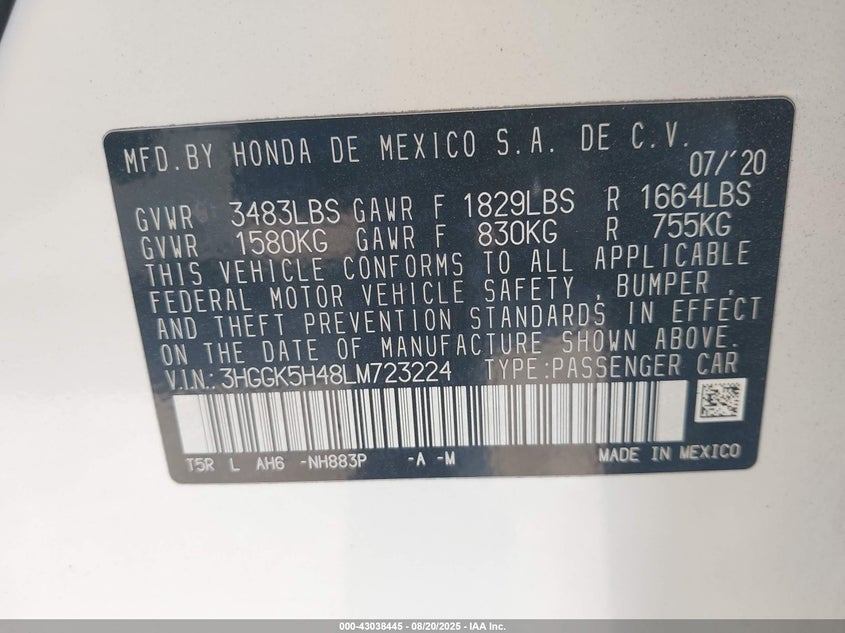 MFD.BY HONDA DE MEXICO S.A. DE C.V.
07/'20
GVWR 3483LBS GAWR F 1829LBS R 1664LBS
GVWR 1580KG GAWR F 830KG R 755KG
THIS VEHICLE CONFORMS TO ALL APPLICABLE
FEDERAL MOTOR VEHICLE SAFETY , BUMPER ,
AND THEFT PREVENTION STANDARDS IN EFFECT
ON THE DATE OF MANUFACTURE SHOWN ABOVE.
V.I.N.: 3HGGK5H48LM723224 TYPE:PASSENGER CAR
T5R L AH6 -NH883P -A -M MADE IN MEXICO
000-43038445 - 08/20/2025 - IAA Inc.